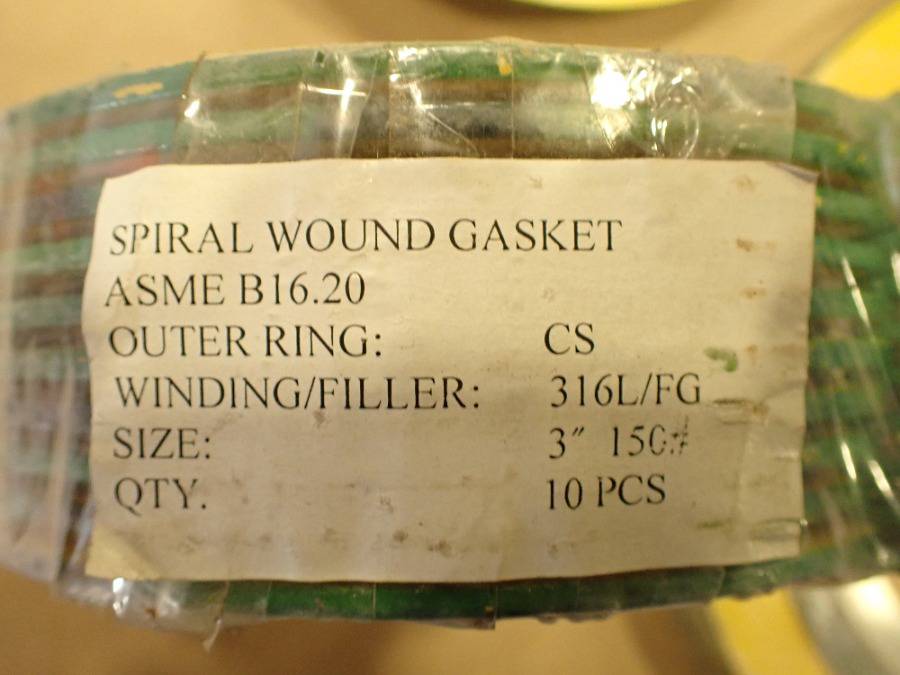 SPIRAL WOUND GASKET
ASME B16.20
OUTER RING: CS
WINDING/FILLER: 316L/FG
SIZE: 3″ 150#
QTY. 10 PCS